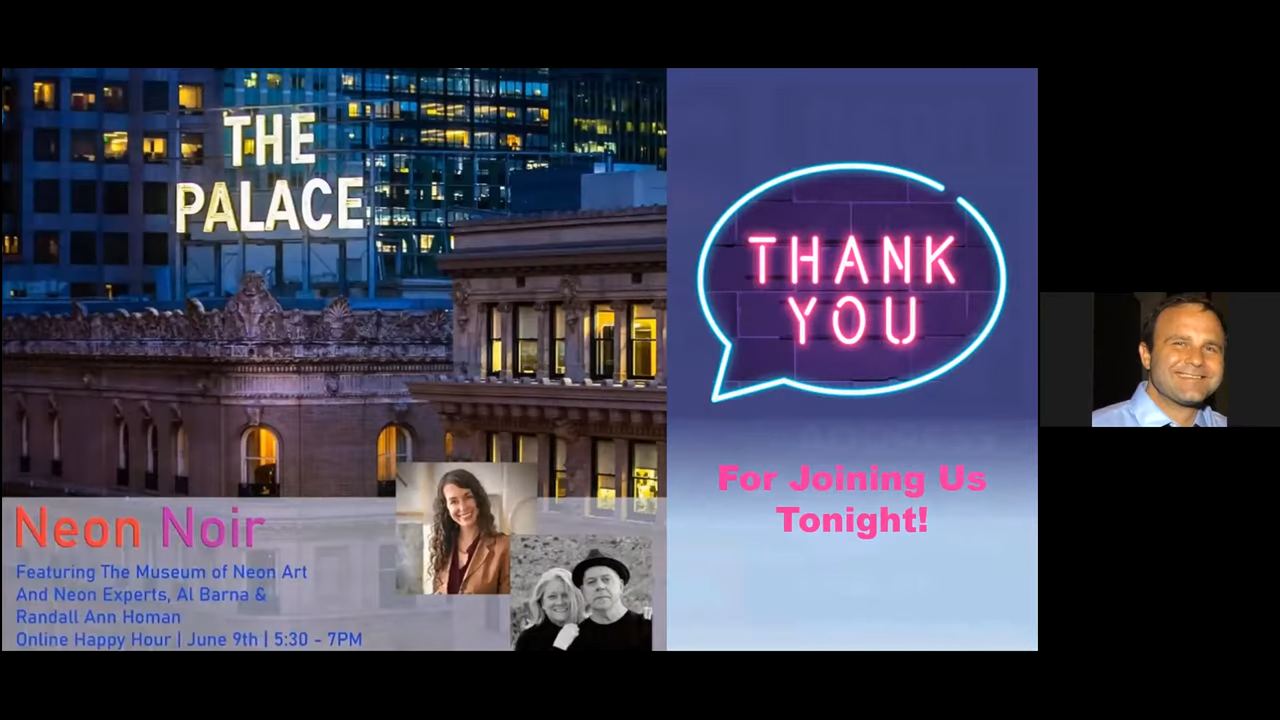 THE
PALACE
Neon Noir
Featuring The Museum of Neon Art
And Neon Experts, Al Barna &
Randall Ann Homan
Online Happy Hour | June 9th | 5:30 - 7PM
THANK
YOU
For Joining Us
Tonight!